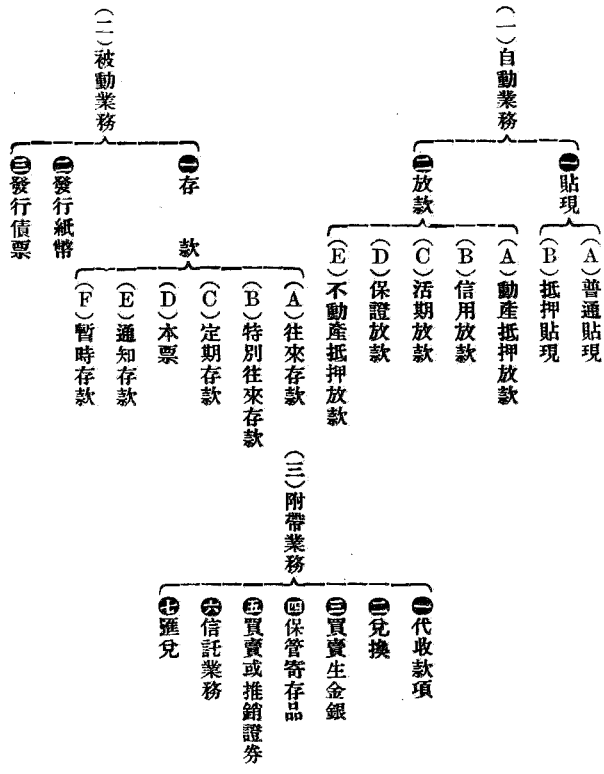 （一）自動業務
㊀貼現
（A）普通貼現
（B）抵押貼現
㊁放款
（A）動產抵押放款
（B）信用放款
（C）活期放款
（D）保證放款
（E）不動產抵押放款
（二）被動業務
㊀存款
（A）往來存款
（B）特別往來存款
（C）定期存款
（D）本票
（E）通知存款
（F）暫時存款
㊁發行紙幣
㊂發行債票
（三）附帶業務
㊀代收款項
㊁兌換
㊂買賣生金銀
㊃保管寄存品
㊄買賣或推銷證券
㊅信託業務
㊆匯兌